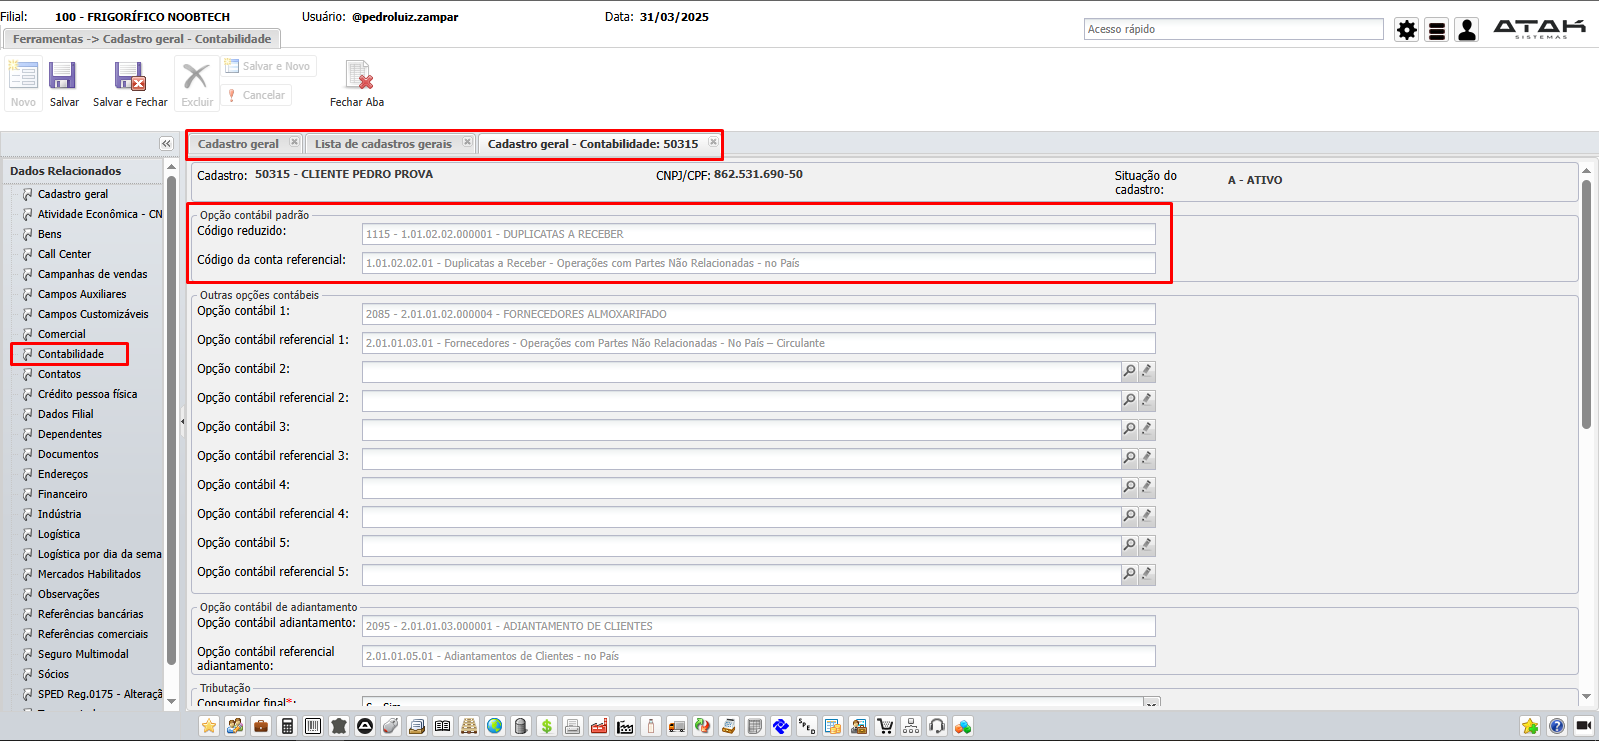 Filial: 100 - FRIGORÍFICO NOOBTECH Usuário: @pedroluiz.zampar Data: 31/03/2025
Ferramentas -> Cadastro geral - Contabilidade
Acesso rápido
ATAK
SISTEMAS
Novo
Salvar
Salvar e Fechar
Excluir
Salvar e Novo
Cancelar
Fechar Aba
Cadastro geral
Lista de cadastros gerais
Cadastro geral - Contabilidade: 50315
Dados Relacionados
Cadastro geral
Atividade Econômica - CN
Bens
Call Center
Campanhas de vendas
Campos Auxiliares
Campos Customizáveis
Comercial
Contabilidade
Contatos
Crédito pessoa física
Dados Filial
Dependentes
Documentos
Endereços
Financeiro
Indústria
Logística
Logística por dia da sema
Mercados Habilitados
Observações
Referências bancárias
Referências comerciais
Seguro Multimodal
Sócios
SPED Reg.0175 - Alteraçã
Cadastro: 50315 - CLIENTE PEDRO PROVA CNPJ/CPF: 862.531.690-50 Situação do cadastro: A - ATIVO
Opção contábil padrão
Código reduzido: 1115 - 1.01.02.02.000001 - DUPLICATAS A RECEBER
Código da conta referencial: 1.01.02.02.01 - Duplicatas a Receber - Operações com Partes Não Relacionadas - no País
Outras opções contábeis
Opção contábil 1: 2085 - 2.01.01.02.000004 - FORNECEDORES ALMOXARIFADO
Opção contábil referencial 1: 2.01.01.03.01 - Fornecedores - Operações com Partes Não Relacionadas - No País – Circulante
Opção contábil 2:
Opção contábil referencial 2:
Opção contábil 3:
Opção contábil referencial 3:
Opção contábil 4:
Opção contábil referencial 4:
Opção contábil 5:
Opção contábil referencial 5:
Opção contábil de adiantamento
Opção contábil adiantamento: 2095 - 2.01.01.03.000001 - ADIANTAMENTO DE CLIENTES
Opção contábil referencial adiantamento: 2.01.01.05.01 - Adiantamentos de Clientes - no País
Tributação
Consumidor final*: S - Sim